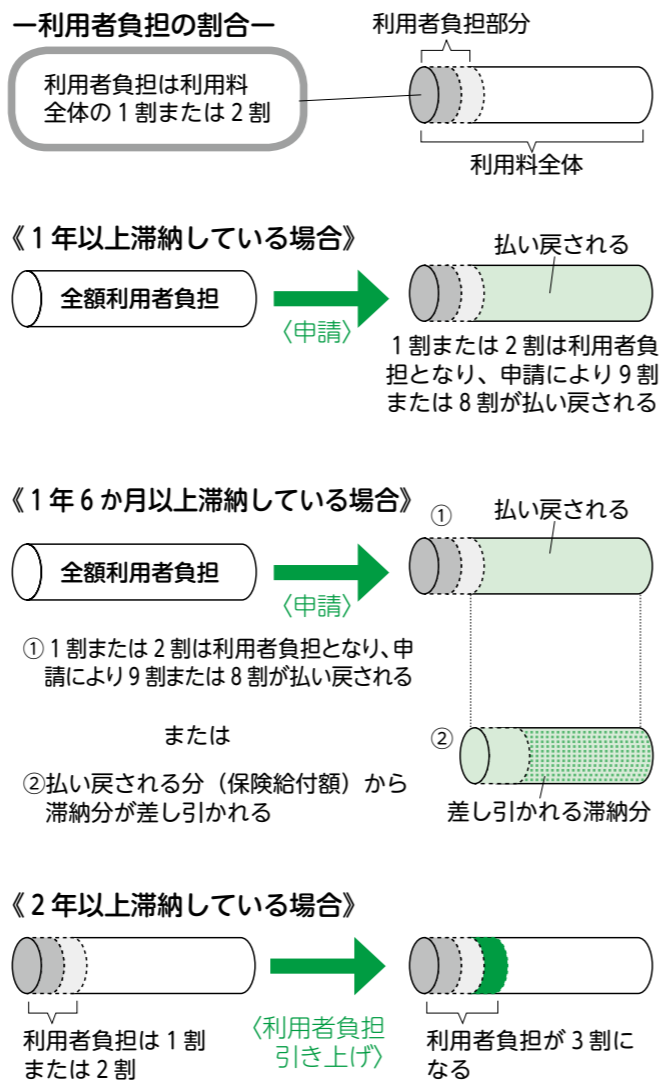 ー利用者負担の割合ー
利用者負担部分
利用者負担は利用料
全体の1割または2割
利用料全体
《1年以上滞納している場合》
払い戻される
全額利用者負担
〈申請〉
1割または2割は利用者負
担となり、申請により9割
または8割が払い戻される
《1年6か月以上滞納している場合》
①
払い戻される
全額利用者負担
〈申請〉
①1割または2割は利用者負担となり、申
請により9割または8割が払い戻される
または
②
②払い戻される分（保険給付額）から
滞納分が差し引かれる
差し引かれる滞納分
《2年以上滞納している場合》
利用者負担は1割
または2割
〈利用者負担
引き上げ〉
利用者負担が3割に
なる